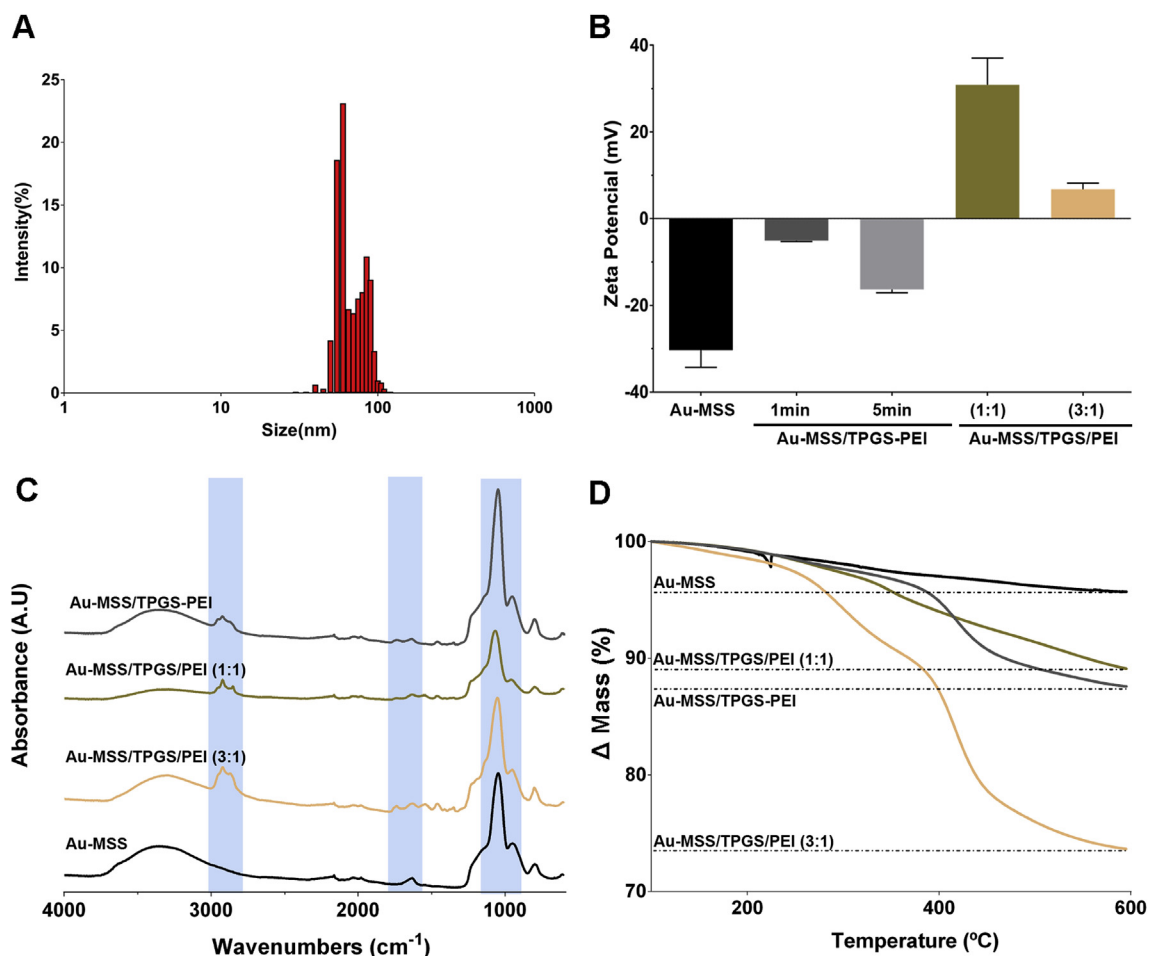 A
25
20
15
10
5
0
Intensity(%)
1
10
100
1000
Size(nm)
B
40
20
0
-20
-40
Zeta Potencial (mV)
Au-MSS
1min
5min
(1:1)
(3:1)
Au-MSS/TPGS-PEI
Au-MSS/TPGS/PEI
C
Absorbance (A.U)
Au-MSS/TPGS-PEI
Au-MSS/TPGS/PEI (1:1)
Au-MSS/TPGS/PEI (3:1)
Au-MSS
4000
3000
2000
1000
Wavenumbers (cm⁻¹)
D
100
90
80
70
Δ Mass (%)
Au-MSS
Au-MSS/TPGS/PEI (1:1)
Au-MSS/TPGS-PEI
Au-MSS/TPGS/PEI (3:1)
200
400
600
Temperature (ºC)